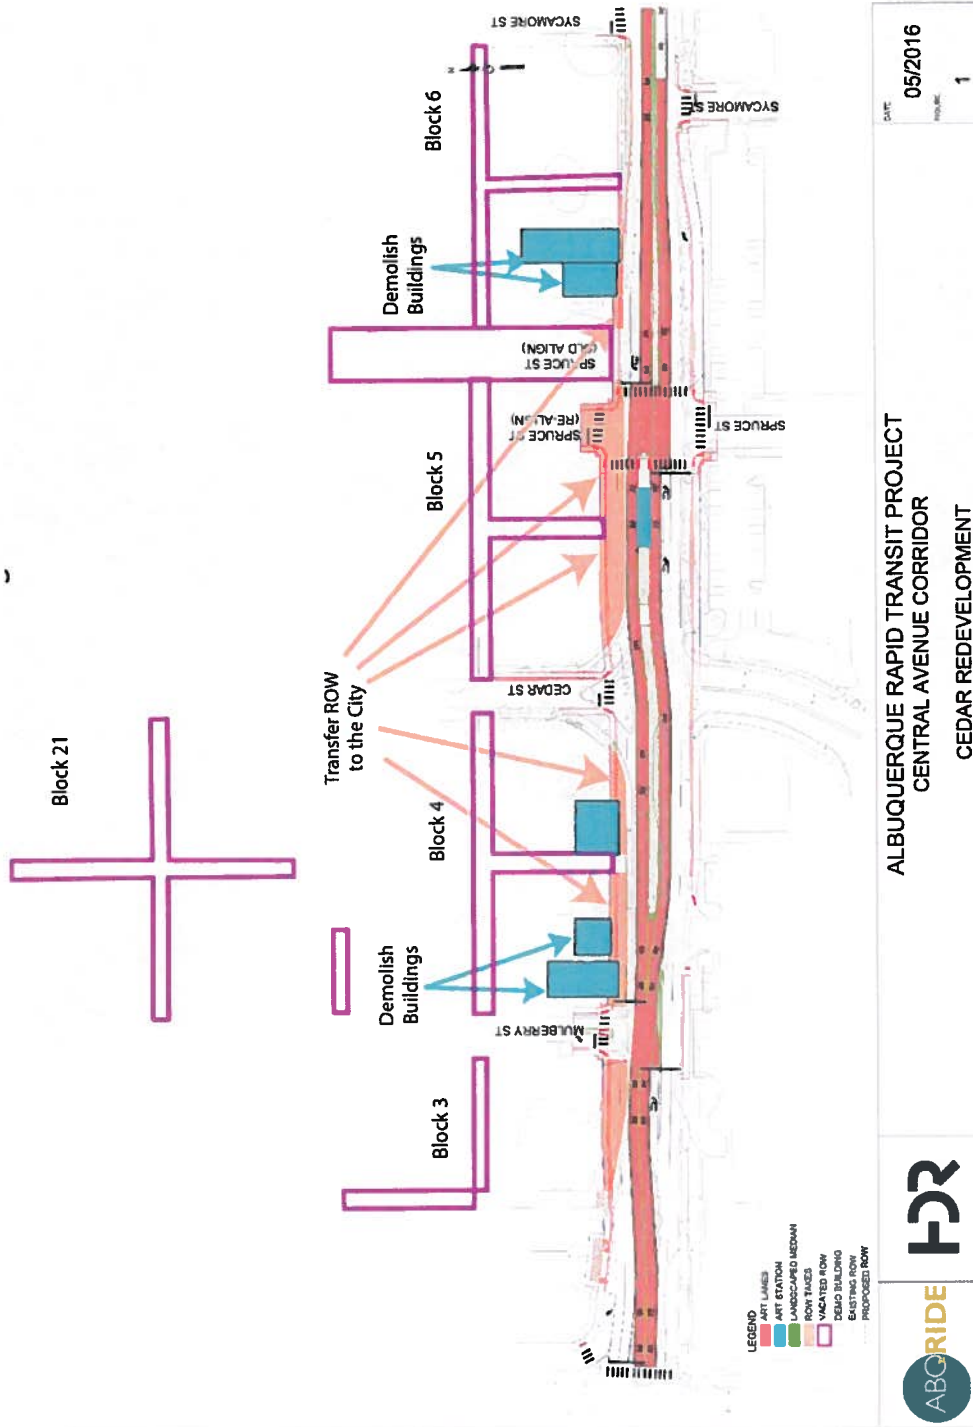 SYCAMORE ST
Block 6
SYCAMORE ST
Demolish
Buildings
SPRUCE ST
(OLD ALIGN)
SPRUCE ST
(RE-ALIGN)
SPRUCE ST
Block 5
Transfer ROW
to the City
CEDAR ST
Block 21
Block 4
Demolish
Buildings
MULBERRY ST
Block 3
LEGEND
ART LANES
ART STATION
LANDSCAPED MEDIAN
ROW TAKES
VACATED ROW
DEMO BUILDING
EXISTING ROW
PROPOSED ROW
ABQRIDE
HDR
ALBUQUERQUE RAPID TRANSIT PROJECT
CENTRAL AVENUE CORRIDOR
CEDAR REDEVELOPMENT
DATE
05/2016
FIGURE
1